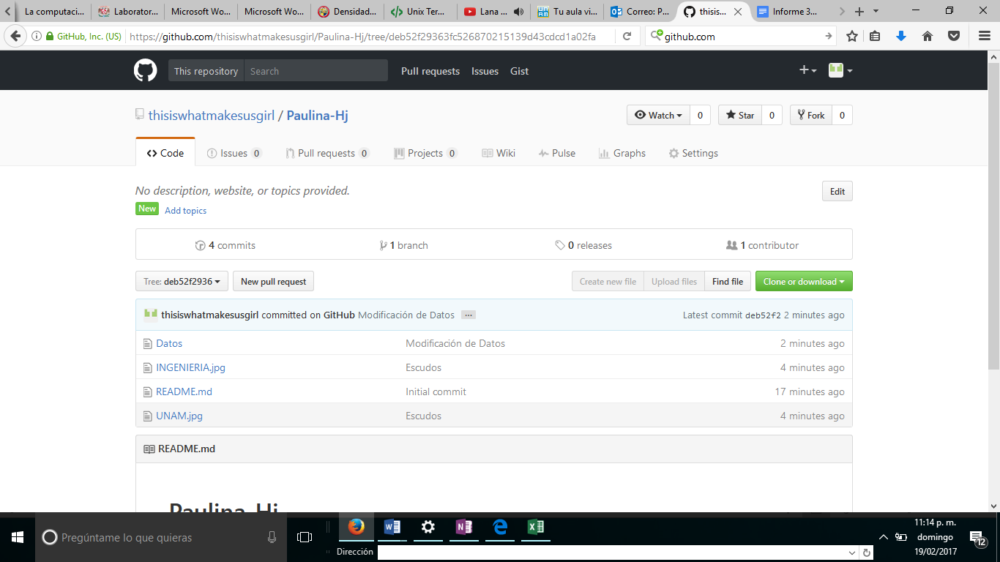 La computaci... Laborator... Microsoft Wo... Microsoft Wo... Densidad... Unix Ter... Lana ... Tu aula vi... Correo: P... thisis... Informe 3...
GitHub, Inc. (US) https://github.com/thisiswhatmakesusgirl/Paulina-Hj/tree/deb52f29363fc526870215139d43cdcd1a02fa github.com
This repository Search Pull requests Issues Gist
thisiswhatmakesusgirl / Paulina-Hj Watch 0 Star 0 Fork 0
Code Issues 0 Pull requests 0 Projects 0 Wiki Pulse Graphs Settings
No description, website, or topics provided. Edit
New Add topics
4 commits 1 branch 0 releases 1 contributor
Tree: deb52f2936 New pull request Create new file Upload files Find file Clone or download
thisiswhatmakesusgirl committed on GitHub Modificación de Datos ... Latest commit deb52f2 2 minutes ago
Datos Modificación de Datos 2 minutes ago
INGENIERIA.jpg Escudos 4 minutes ago
README.md Initial commit 17 minutes ago
UNAM.jpg Escudos 4 minutes ago
README.md
Paulina-Hj
Pregúntame lo que quieras
Dirección
11:14 p. m.
domingo
19/02/2017
12